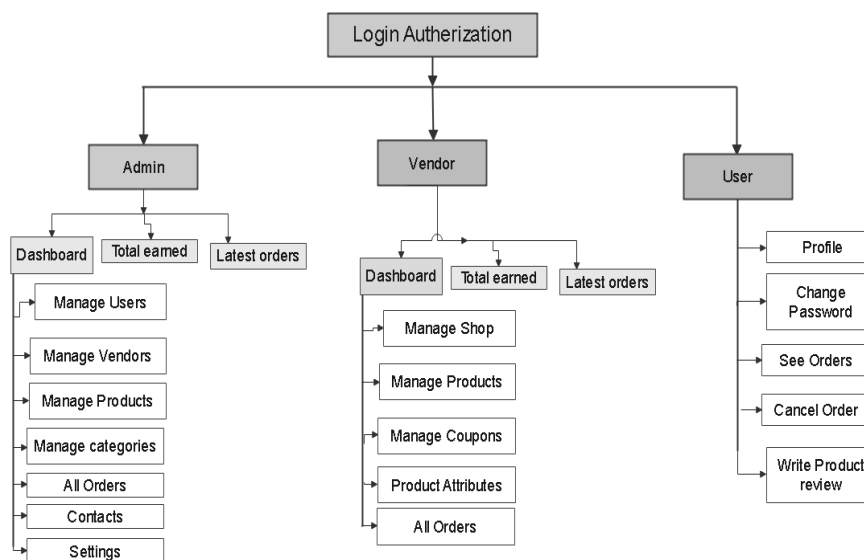 Login Autherization
Admin
Vendor
User
Dashboard
Total earned
Latest orders
Manage Users
Manage Vendors
Manage Products
Manage categories
All Orders
Contacts
Settings
Dashboard
Total earned
Latest orders
Manage Shop
Manage Products
Manage Coupons
Product Attributes
All Orders
Profile
Change
Password
See Orders
Cancel Order
Write Product
review